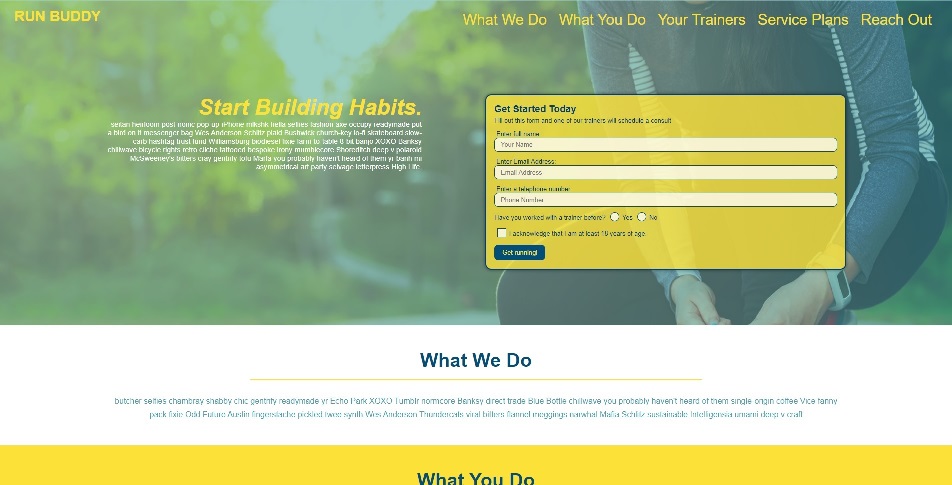 RUN BUDDY
What We Do What You Do Your Trainers Service Plans Reach Out
Start Building Habits.
seitan heirloom post ironic pop up iPhone mlkshk hella selfies fashion axe occupy readymade put
a bird on it messenger bag Wes Anderson Schlitz plaid Bushwick church-key lo-fi skateboard slow-
carb hashtag trust fund Williamsburg biodiesel fixie farm to table 8 bit banjo XOXO Banksy
chillwave bicycle rights retro cliche tattooed bespoke irony mumblecore Shoreditch deep v polaroid
McSweeney's bitters cray gentrify tofu Marfa you probably haven't heard of them yr banh mi
asymmetrical art party selvage letterpress High Life.
Get Started Today
Fill out this form and one of our trainers will schedule a consult
Enter full name
Your Name
Enter Email Address:
Email Address
Enter a telephone number
Phone Number
Have you worked with a trainer before? Yes No
I acknowledge that I am at least 18 years of age.
Get running!
What We Do
butcher selfies chambray shabby chic gentrify readymade yr Echo Park XOXO Tumblr normcore Banksy direct trade Blue Bottle chillwave you probably haven't heard of them single-origin coffee Vice fanny
pack fixie Odd Future Austin fingerstache pickled twee synth Wes Anderson Thundercats viral bitters flannel meggings narwhal Mafia Schlitz sustainable Intelligensia umami deep v craft
What You Do